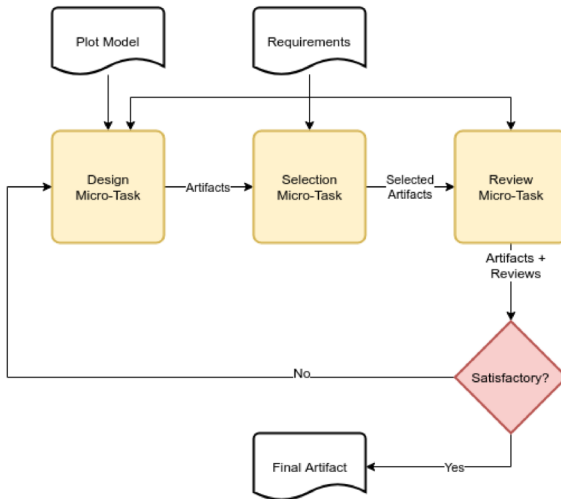 Plot Model
Requirements
Design
Micro-Task
Artifacts
Selection
Micro-Task
Selected
Artifacts
Review
Micro-Task
Artifacts +
Reviews
Satisfactory?
No
Final Artifact
Yes